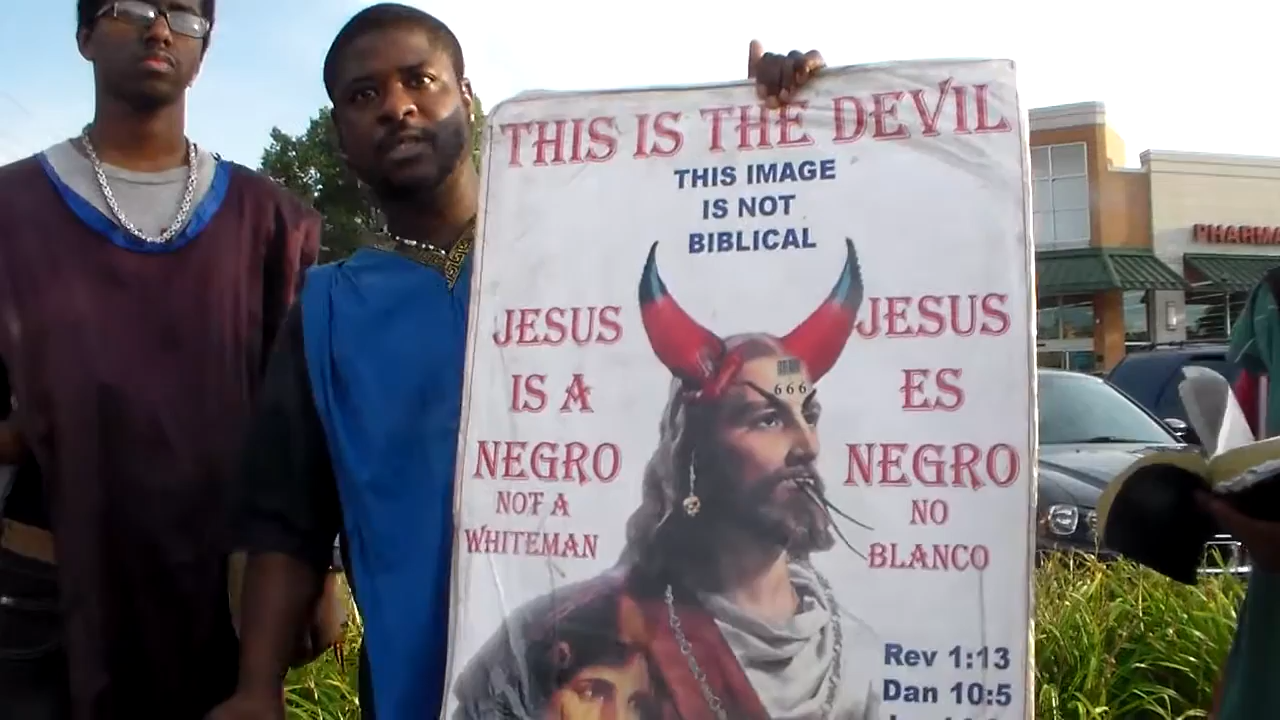 THIS IS THE DEVIL
THIS IMAGE
IS NOT
BIBLICAL
JESUS
IS A
NEGRO
NOT A
WHITEMAN
666
JESUS
ES
NEGRO
NO
BLANCO
Rev 1:13
Dan 10:5